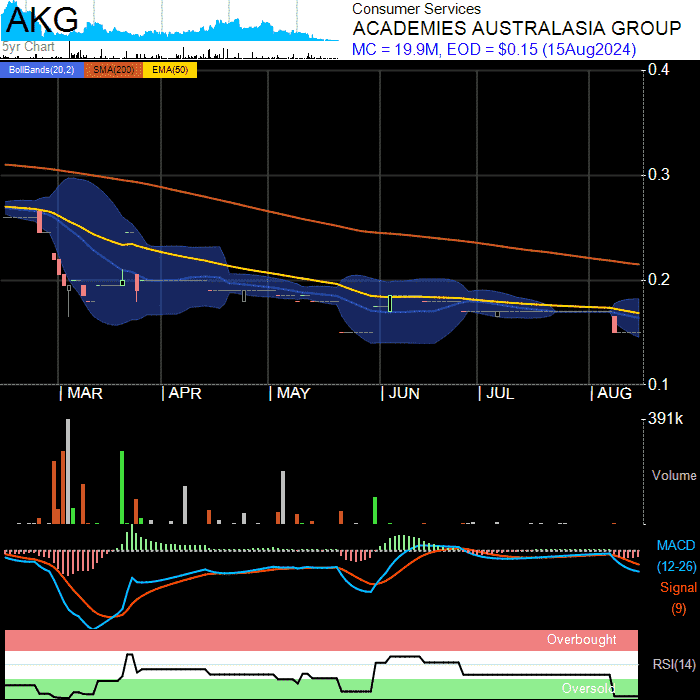 AKG
5yr Chart
Consumer Services
ACADEMIES AUSTRALASIA GROUP
MC = 19.9M, EOD = $0.15 (15Aug2024)
BollBands(20,2) SMA(200) EMA(50)
0.4
0.3
0.2
0.1
MAR APR MAY JUN JUL AUG
391k
Volume
MACD
(12-26)
Signal
(9)
Overbought
RSI(14)
Oversold